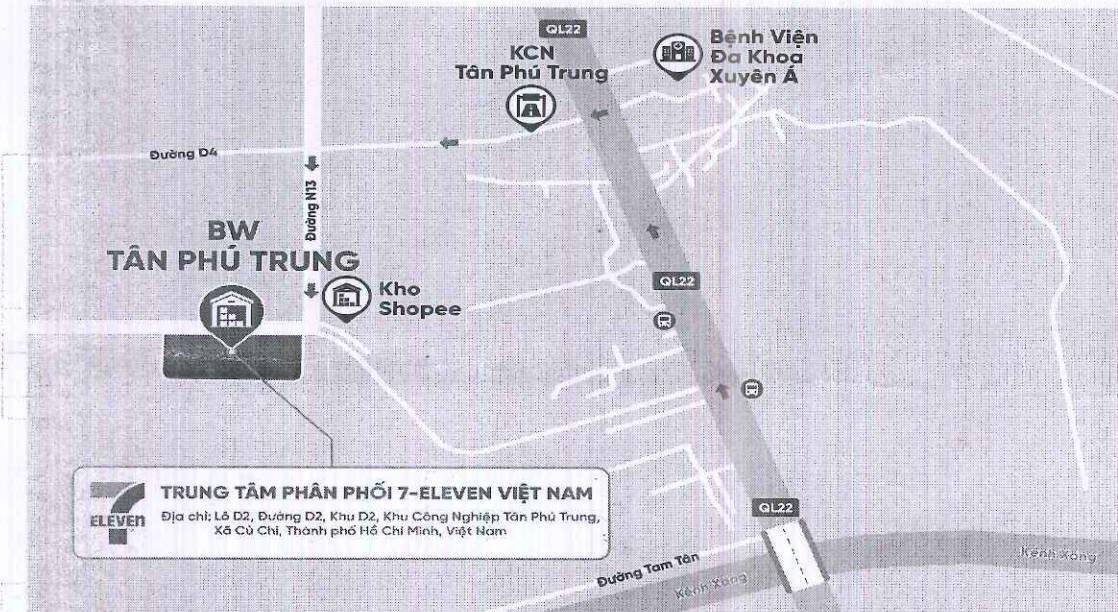 QL22
KCN
Tân Phú Trung
Bệnh Viện
Đa Khoa
Xuyên Á
Đường D4
Đường N13
BW
TÂN PHÚ TRUNG
Kho
Shopee
QL22
7
ELEVEN
TRUNG TÂM PHÂN PHỐI 7-ELEVEN VIỆT NAM
Địa chỉ: Lô D2, Đường D2, Khu D2, Khu Công Nghiệp Tân Phú Trung,
Xã Củ Chi, Thành phố Hồ Chí Minh, Việt Nam
QL22
Đường Tam Tân
Kênh Xáng
Kênh Xáng